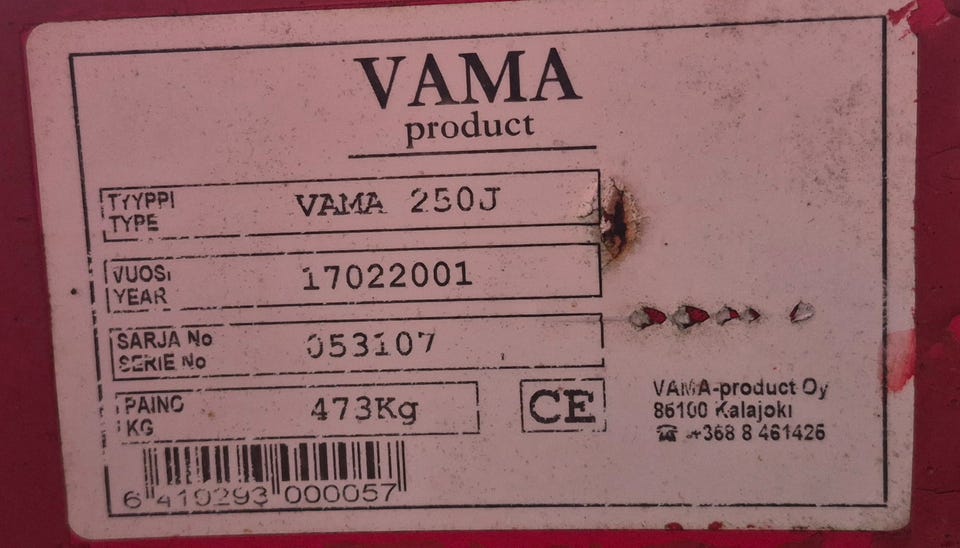 VAMA
product
TYYPPI
TYPE
VAMA 250J
VUOSI
YEAR
17022001
SARJA No
SERIE No
053107
PAINO
KG
473Kg
CE
VAMA-product Oy
85100 Kalajoki
☎ +368 8 461426
6 410293 000057